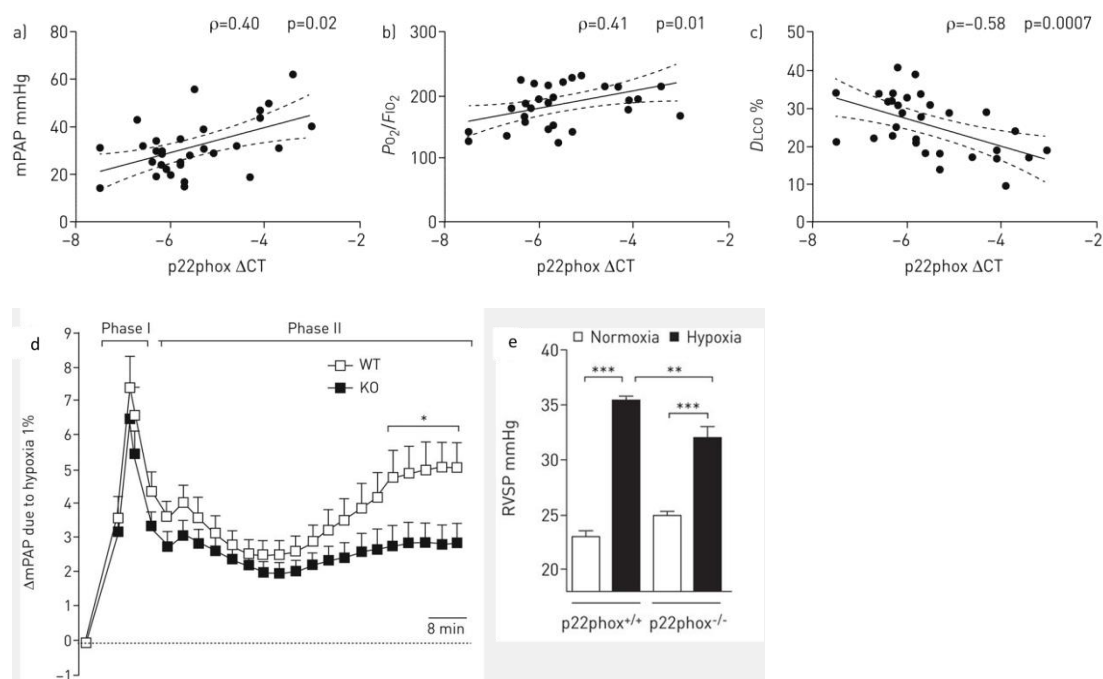 a)
ρ=0.40 p=0.02
mPAP mmHg
80
60
40
20
0
−8 −6 −4 −2
p22phox ΔCT
b)
ρ=0.41 p=0.01
PO2/FIO2
300
200
100
0
−8 −6 −4 −2
p22phox ΔCT
c)
ρ=−0.58 p=0.0007
DLCO %
50
40
30
20
10
0
−8 −6 −4 −2
p22phox ΔCT
d
Phase I Phase II
ΔmPAP due to hypoxia 1%
9
8
7
6
5
4
3
2
1
0
−1
WT
KO
*
8 min
e
Normoxia Hypoxia
RVSP mmHg
40
35
25
20
*** **
***
p22phox+/+ p22phox-/-